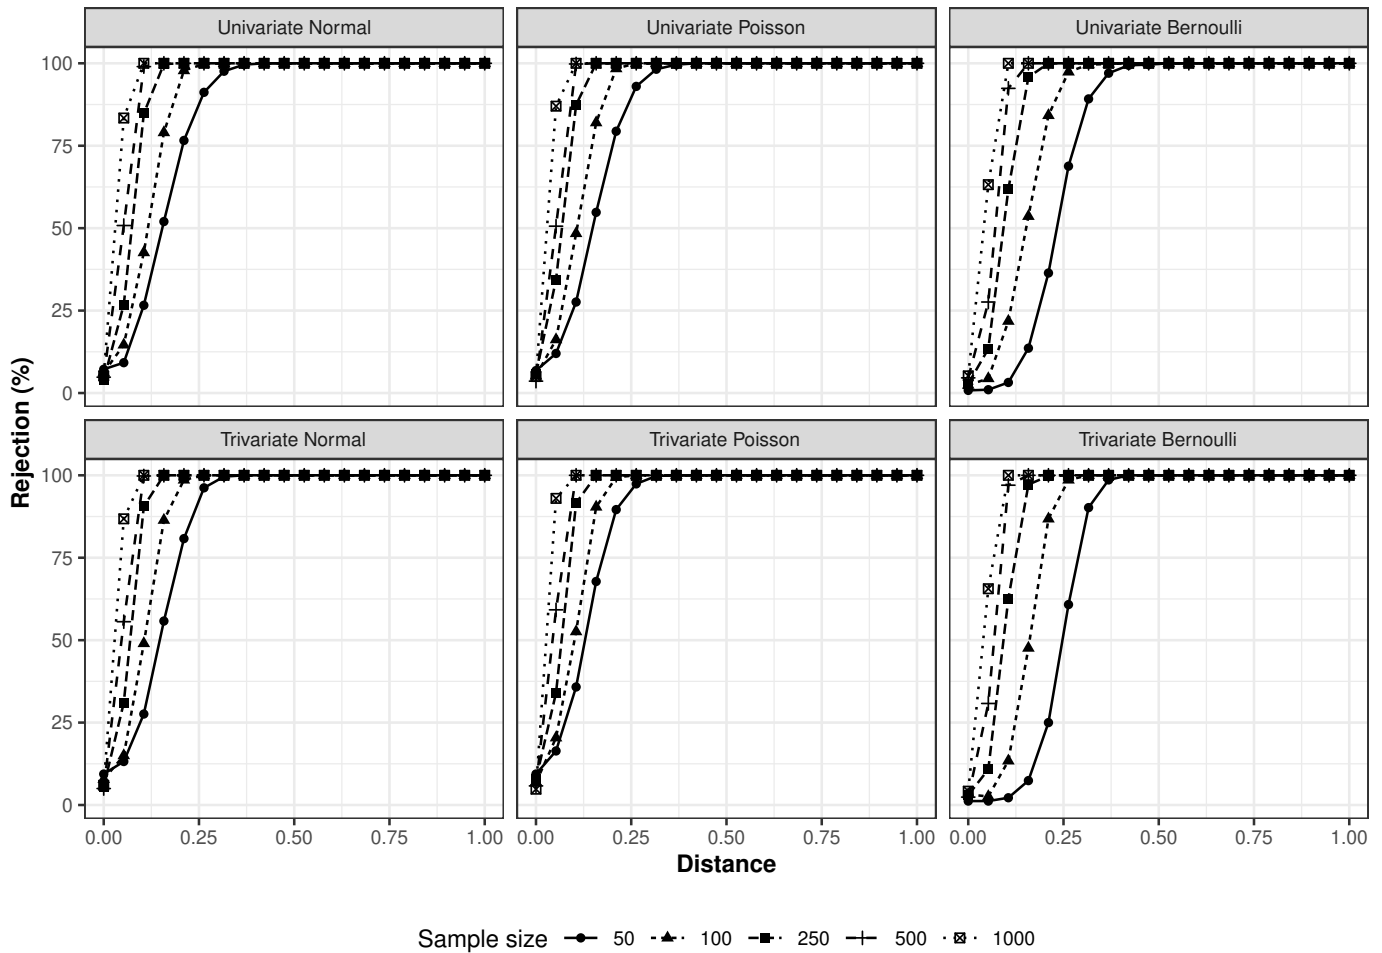 Univariate Normal Univariate Poisson Univariate Bernoulli
100
75
50
25
0
Trivariate Normal Trivariate Poisson Trivariate Bernoulli
100
75
50
25
0
Rejection (%)
0.00 0.25 0.50 0.75 1.00 0.00 0.25 0.50 0.75 1.00 0.00 0.25 0.50 0.75 1.00
Distance
Sample size 50 100 250 500 1000